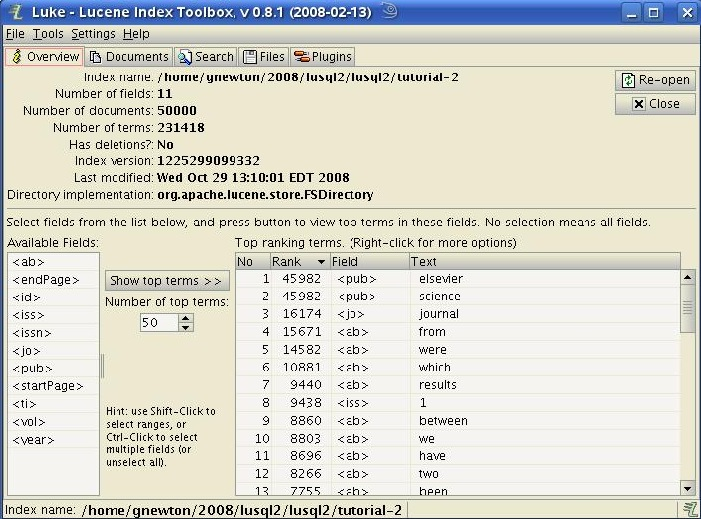 Luke - Lucene Index Toolbox, v 0.8.1 (2008-02-13)
File Tools Settings Help
Overview Documents Search Files Plugins
Index name: /home/gnewton/2008/lusql2/lusql2/tutorial-2
Re-open
Number of fields: 11
Close
Number of documents: 50000
Number of terms: 231418
Has deletions?: No
Index version: 1225299099332
Last modified: Wed Oct 29 13:10:01 EDT 2008
Directory implementation: org.apache.lucene.store.FSDirectory
Select fields from the list below, and press button to view top terms in these fields. No selection means all fields.
Available Fields:
<ab>
<endPage>
<id>
<iss>
<issn>
<jo>
<pub>
<startPage>
<ti>
<vol>
<year>
Show top terms >>
Number of top terms:
50
Hint: use Shift-Click to
select ranges, or
Ctrl-Click to select
multiple fields (or
unselect all).
Top ranking terms. (Right-click for more options)
No Rank Field Text
1 45982 <pub> elsevier
2 45982 <pub> science
3 16174 <jo> journal
4 15671 <ab> from
5 14582 <ab> were
6 10881 <ab> which
7 9440 <ab> results
8 9438 <iss> 1
9 8860 <ab> between
10 8803 <ab> we
11 8696 <ab> have
12 8266 <ab> two
13 7755 <ab> been
Index name: /home/gnewton/2008/lusql2/lusql2/tutorial-2